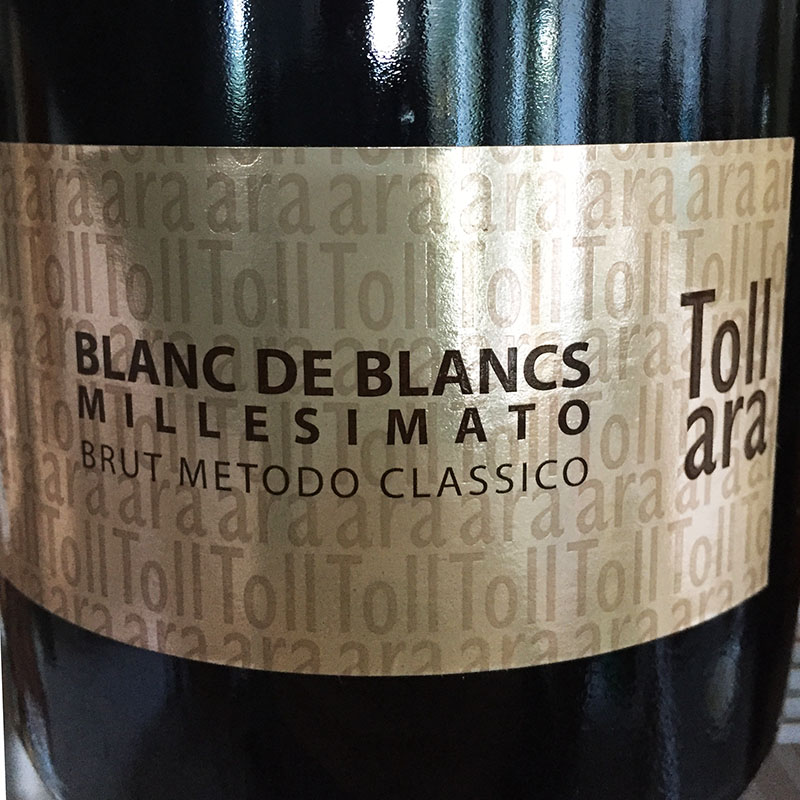 BLANC DE BLANCS
MILLESIMATO
BRUT METODO CLASSICO
Toll
ara